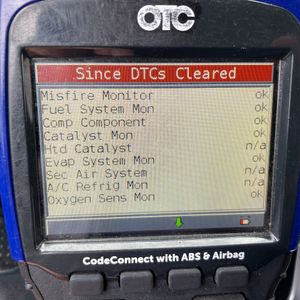 OTC
Since DTCs Cleared
Misfire Monitor ok
Fuel System Mon ok
Comp Component ok
Catalyst Mon ok
Htd Catalyst n/a
Evap System Mon ok
Sec Air System n/a
A/C Refrig Mon n/a
Oxygen Sens Mon ok
CodeConnect with ABS & Airbag